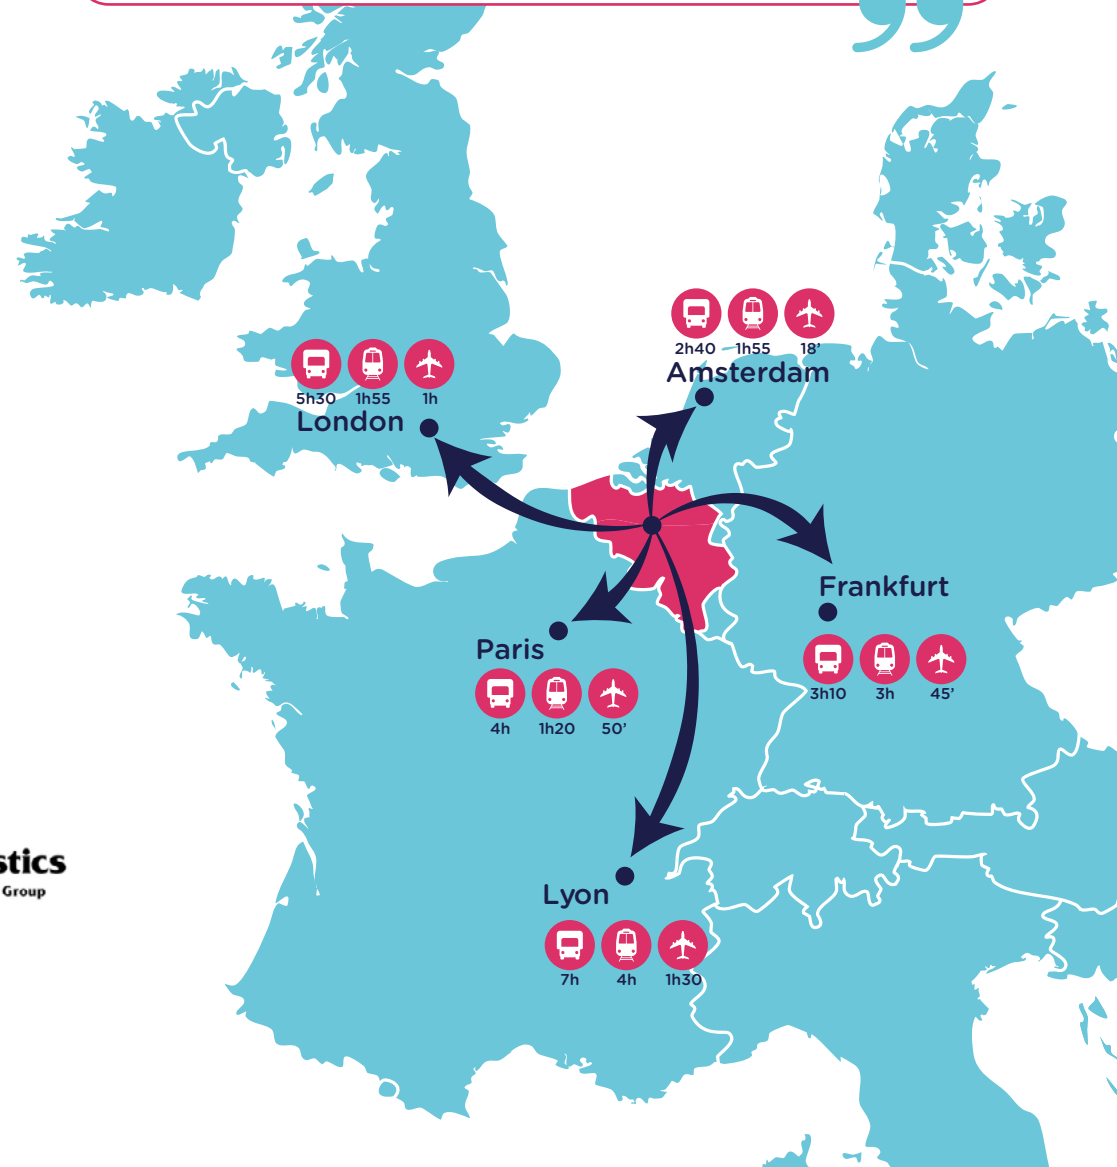 2h40 1h55 18’
Amsterdam
5h30 1h55 1h
London
Frankfurt
3h10 3h 45’
Paris
4h 1h20 50’
stics
Group
Lyon
7h 4h 1h30